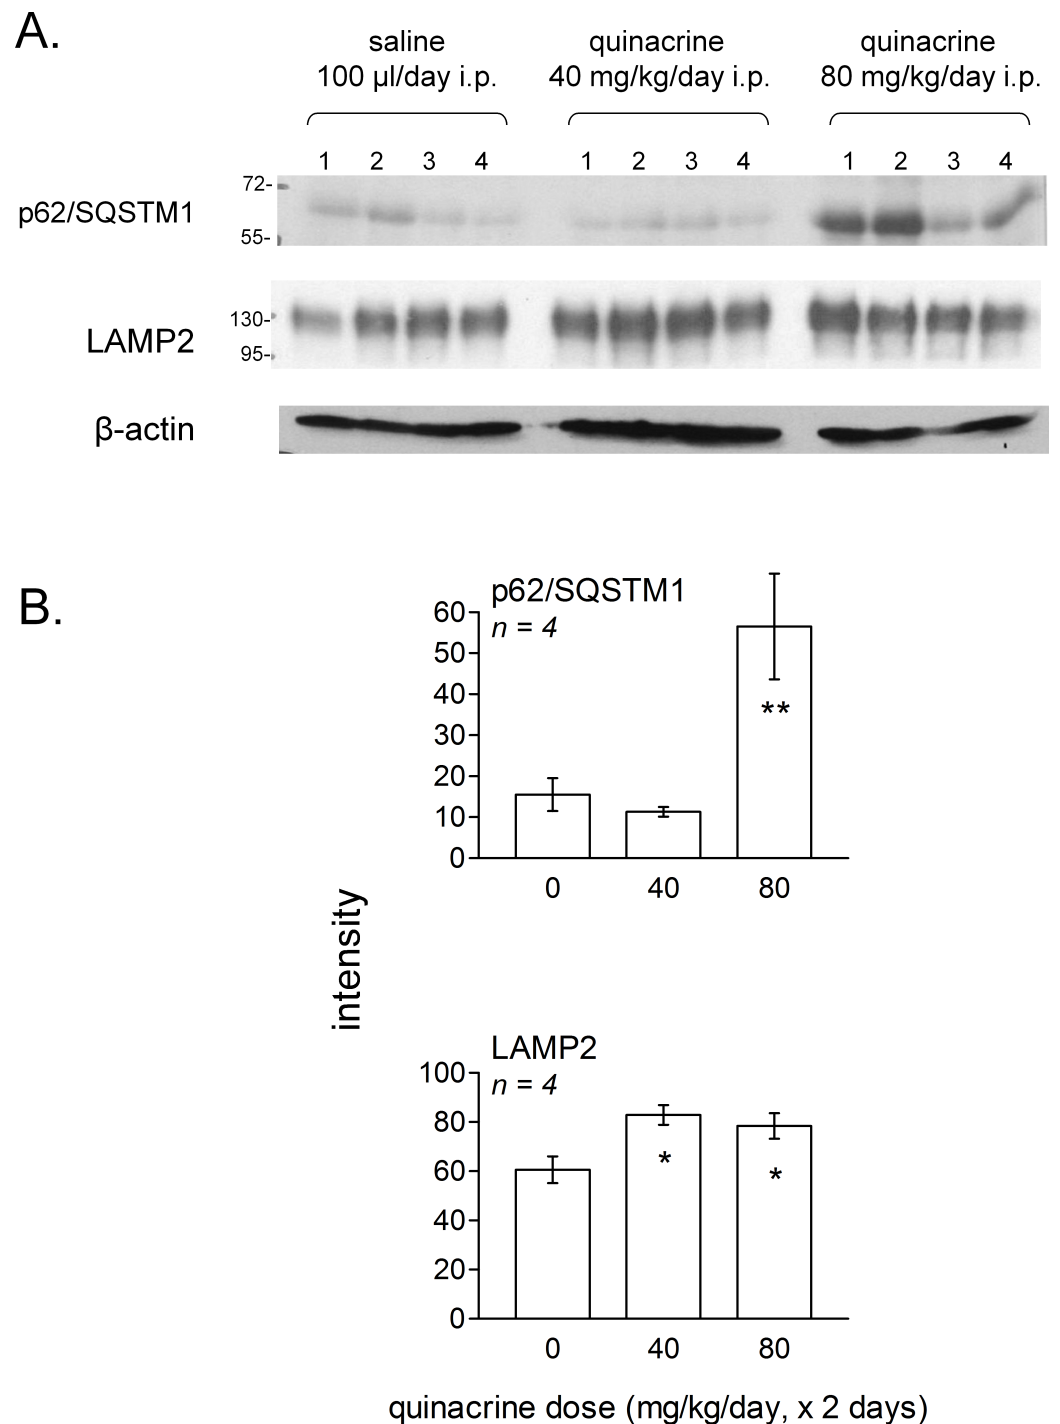 A.
saline
100 µl/day i.p.
quinacrine
40 mg/kg/day i.p.
quinacrine
80 mg/kg/day i.p.
1 2 3 4 1 2 3 4 1 2 3 4
72-
p62/SQSTM1
55-
130-
LAMP2
95-
β-actin
B.
p62/SQSTM1
n = 4
60
50
40
30
20
10
0
0 40 80
intensity
LAMP2
n = 4
100
80
60
40
20
0
* *
**
0 40 80
quinacrine dose (mg/kg/day, x 2 days)